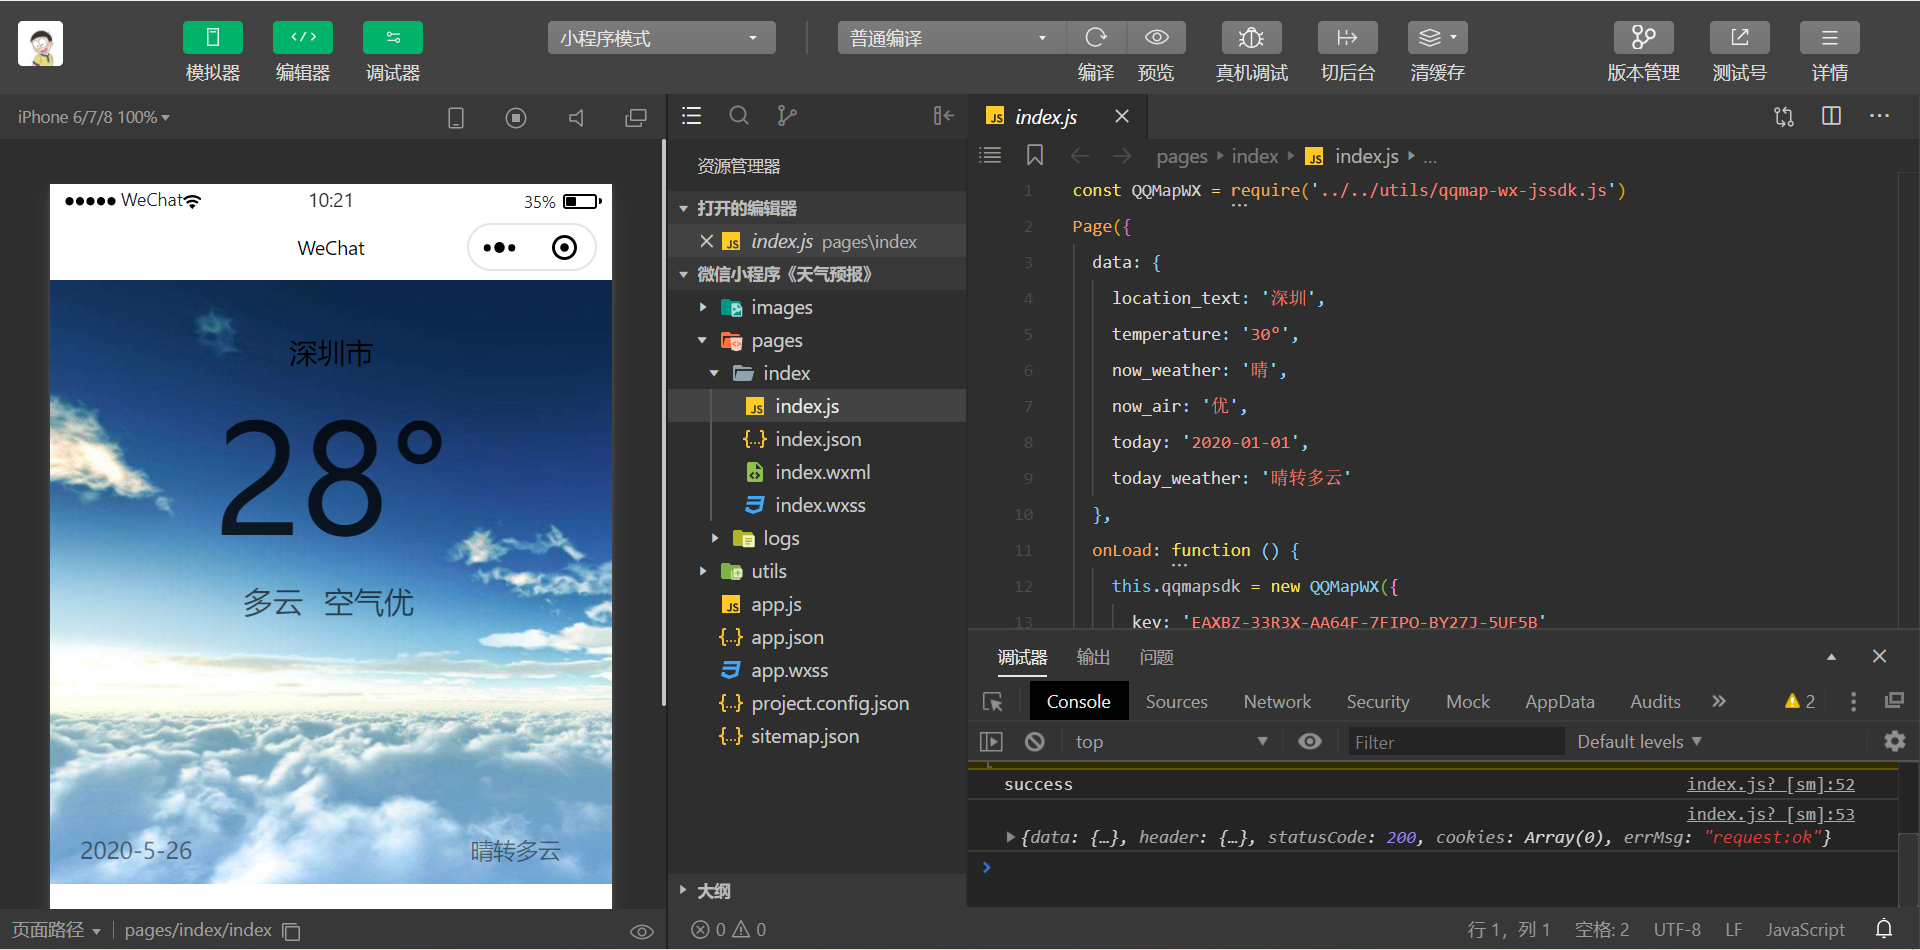 模拟器 编辑器 调试器 小程序模式 普通编译 编译 预览 真机调试 切后台 清缓存 版本管理 测试号 详情
iPhone 6/7/8 100%
WeChat 10:21 35%
WeChat
深圳市
28°
多云 空气优
2020-5-26 晴转多云
页面路径 pages/index/index
资源管理器
打开的编辑器
index.js pages\index
微信小程序《天气预报》
images
pages
index
index.js
index.json
index.wxml
index.wxss
logs
utils
app.js
app.json
app.wxss
project.config.json
sitemap.json
大纲
0 0
index.js
pages index index.js ...
1 const QQMapWX = require('../../utils/qqmap-wx-jssdk.js')
2 Page({
3 data: {
4 location_text: '深圳',
5 temperature: '30°',
6 now_weather: '晴',
7 now_air: '优',
8 today: '2020-01-01',
9 today_weather: '晴转多云'
10 },
11 onLoad: function () {
12 this.qqmapsdk = new QQMapWX({
13 key: 'EAXBZ-33R3X-AA64F-7FIPQ-BY27J-5UF5B'
调试器 输出 问题
Console Sources Network Security Mock AppData Audits 2
top Filter Default levels
success index.js? [sm]:52
index.js? [sm]:53
{data: {…}, header: {…}, statusCode: 200, cookies: Array(0), errMsg: "request:ok"}
行 1，列 1 空格: 2 UTF-8 LF JavaScript